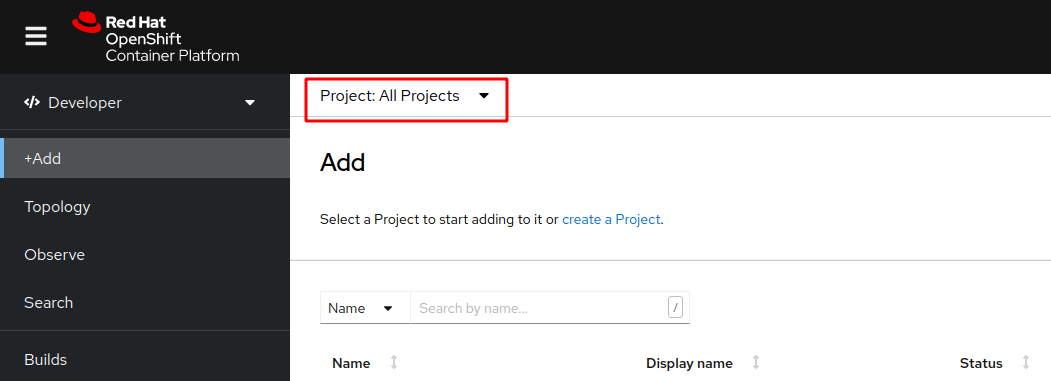 Red Hat
OpenShift
Container Platform
</> Developer
+Add
Topology
Observe
Search
Builds
Project: All Projects
Add
Select a Project to start adding to it or create a Project.
Name
Search by name...
/
Name
Display name
Status